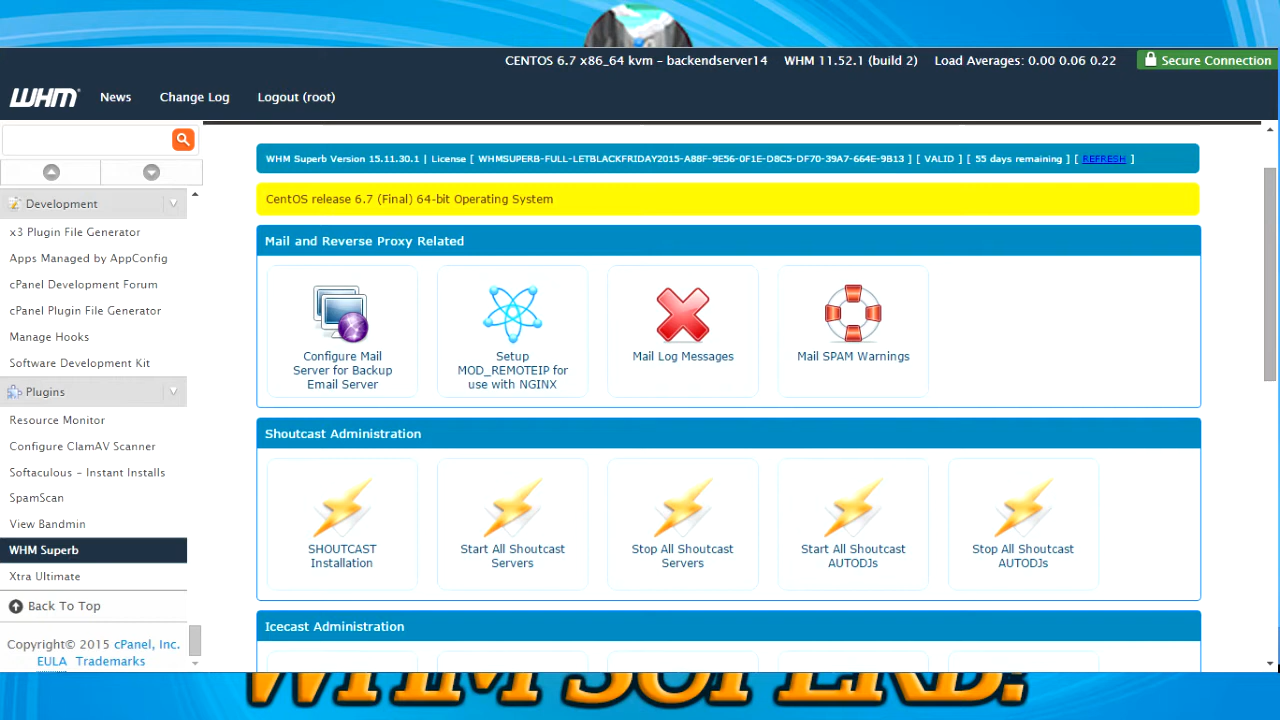 CENTOS 6.7 x86_64 kvm – backendserver14 WHM 11.52.1 (build 2) Load Averages: 0.00 0.06 0.22 Secure Connection
WHM News Change Log Logout (root)
WHM Superb Version 15.11.30.1 | License [ WHMSUPERB-FULL-LETBLACKFRIDAY2015-A88F-9E56-0F1E-D8C5-DF70-39A7-664E-9B13 ] [ VALID ] [ 55 days remaining ] [ REFRESH ]
CentOS release 6.7 (Final) 64-bit Operating System
Development
x3 Plugin File Generator
Apps Managed by AppConfig
cPanel Development Forum
cPanel Plugin File Generator
Manage Hooks
Software Development Kit
Plugins
Resource Monitor
Configure ClamAV Scanner
Softaculous – Instant Installs
SpamScan
View Bandmin
WHM Superb
Xtra Ultimate
Back To Top
Copyright© 2015 cPanel, Inc.
EULA Trademarks
Mail and Reverse Proxy Related
Configure Mail
Server for Backup
Email Server
Setup
MOD_REMOTEIP for
use with NGINX
Mail Log Messages
Mail SPAM Warnings
Shoutcast Administration
SHOUTCAST
Installation
Start All Shoutcast
Servers
Stop All Shoutcast
Servers
Start All Shoutcast
AUTODJs
Stop All Shoutcast
AUTODJs
Icecast Administration
WHM SUPERB!